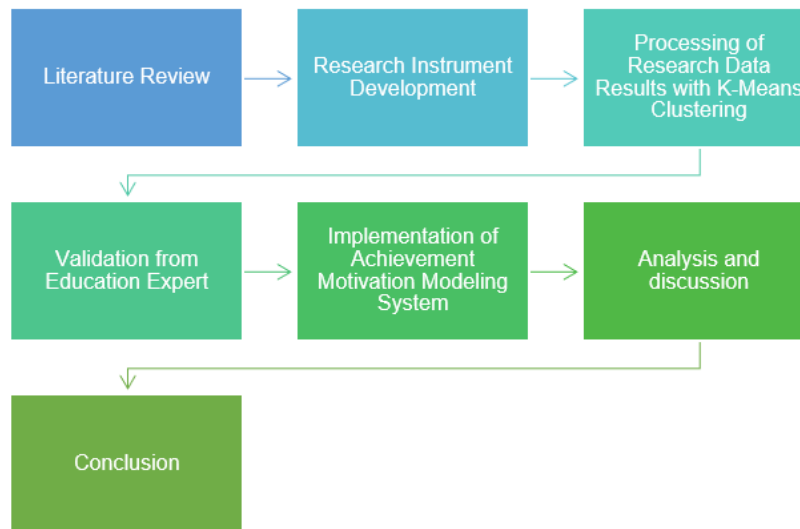 Literature Review
Research Instrument
Development
Processing of
Research Data
Results with K-Means
Clustering
Validation from
Education Expert
Implementation of
Achievement
Motivation Modeling
System
Analysis and
discussion
Conclusion